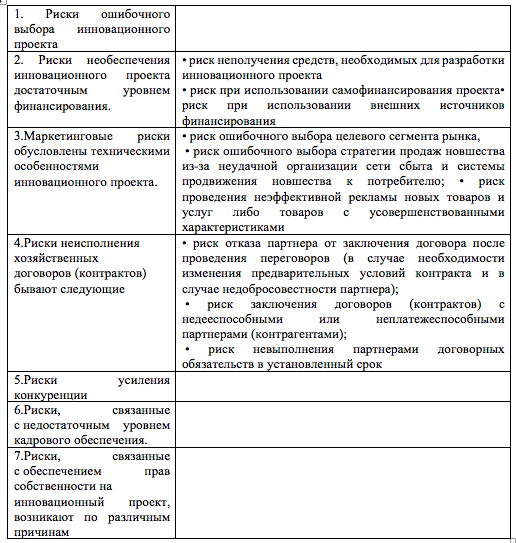 1. Риски ошибочного
выбора инновационного
проекта
2. Риски необеспечения
инновационного проекта
достаточным уровнем
финансирования.
• риск неполучения средств, необходимых для разработки
инновационного проекта
• риск при использовании самофинансирования проекта•
риск при использовании внешних источников
финансирования
3.Маркетинговые риски
обусловлены техническими
особенностями
инновационного проекта.
• риск ошибочного выбора целевого сегмента рынка,
• риск ошибочного выбора стратегии продаж новшества
из-за неудачной организации сети сбыта и системы
продвижения новшества к потребителю; • риск
проведения неэффективной рекламы новых товаров и
услуг либо товаров с усовершенствованными
характеристиками
4.Риски неисполнения
хозяйственных
договоров (контрактов)
бывают следующие
• риск отказа партнера от заключения договора после
проведения переговоров (в случае необходимости
изменения предварительных условий контракта и в
случае недобросовестности партнера);
• риск заключения договоров (контрактов) с
недееспособными или неплатежеспособными
партнерами (контрагентами);
• риск невыполнения партнерами договорных
обязательств в установленный срок
5.Риски усиления
конкуренции
6.Риски, связанные
с недостаточным уровнем
кадрового обеспечения.
7.Риски, связанные
с обеспечением прав
собственности на
инновационный проект,
возникают по различным
причинам